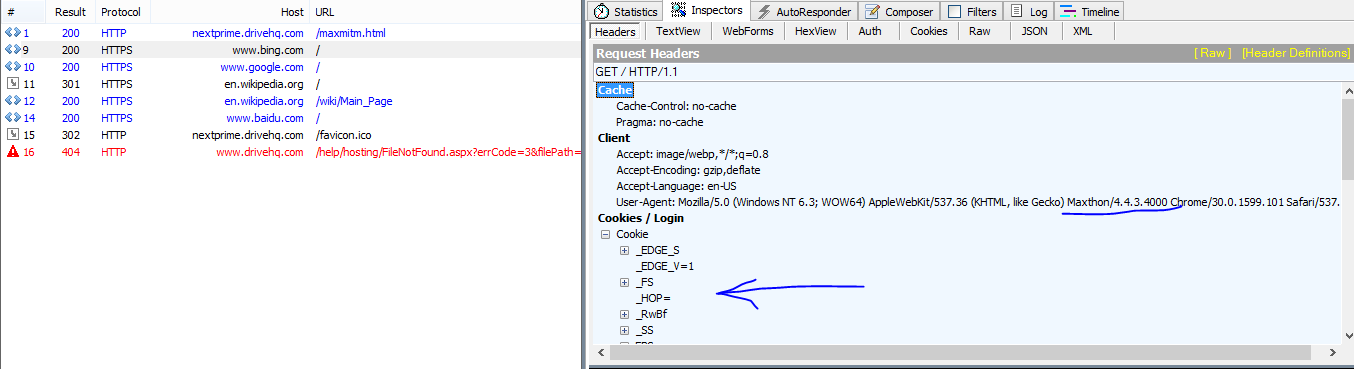 # Result Protocol Host URL
1 200 HTTP nextprime.drivehq.com /maxmitm.html
9 200 HTTPS www.bing.com /
10 200 HTTPS www.google.com /
11 301 HTTPS en.wikipedia.org /
12 200 HTTPS en.wikipedia.org /wiki/Main_Page
14 200 HTTPS www.baidu.com /
15 302 HTTP nextprime.drivehq.com /favicon.ico
16 404 HTTP www.drivehq.com /help/hosting/FileNotFound.aspx?errCode=3&filePath=
Statistics Inspectors AutoResponder Composer Filters Log Timeline
Headers TextView WebForms HexView Auth Cookies Raw JSON XML
Request Headers [ Raw ] [Header Definitions]
GET / HTTP/1.1
Cache
Cache-Control: no-cache
Pragma: no-cache
Client
Accept: image/webp,*/*;q=0.8
Accept-Encoding: gzip,deflate
Accept-Language: en-US
User-Agent: Mozilla/5.0 (Windows NT 6.3; WOW64) AppleWebKit/537.36 (KHTML, like Gecko) Maxthon/4.4.3.4000 Chrome/30.0.1599.101 Safari/537.
Cookies / Login
Cookie
_EDGE_S
_EDGE_V=1
_FS
_HOP=
_RwBf
_SS